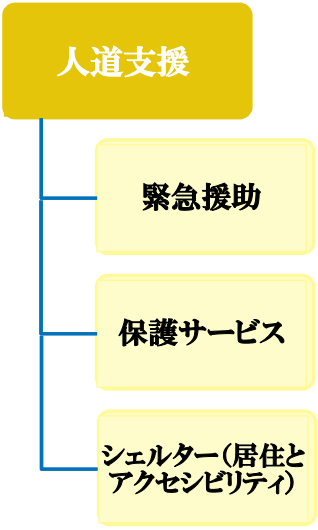 人道支援
緊急援助
保護サービス
シェルター（居住と
アクセシビリティ）